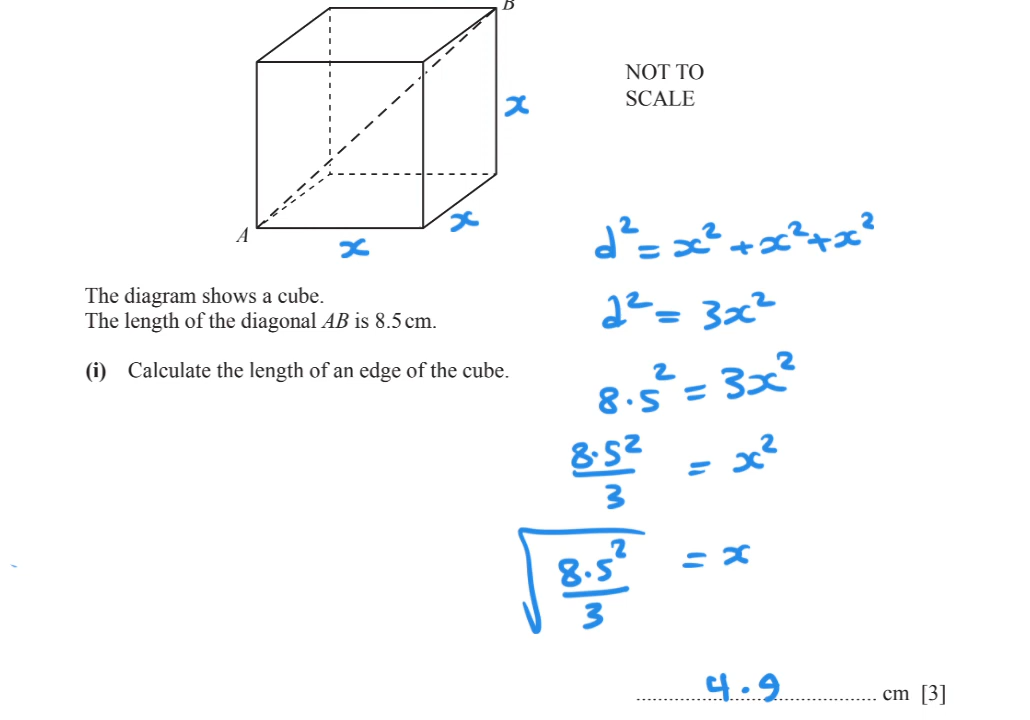 B
NOT TO
SCALE
x
A
x
x
d² = x² + x² + x²
The diagram shows a cube.
d² = 3x²
The length of the diagonal AB is 8.5 cm.
(i) Calculate the length of an edge of the cube.
8.5² = 3x²
8.5²/3 = x²
√(8.5²/3) = x
4.9 cm [3]